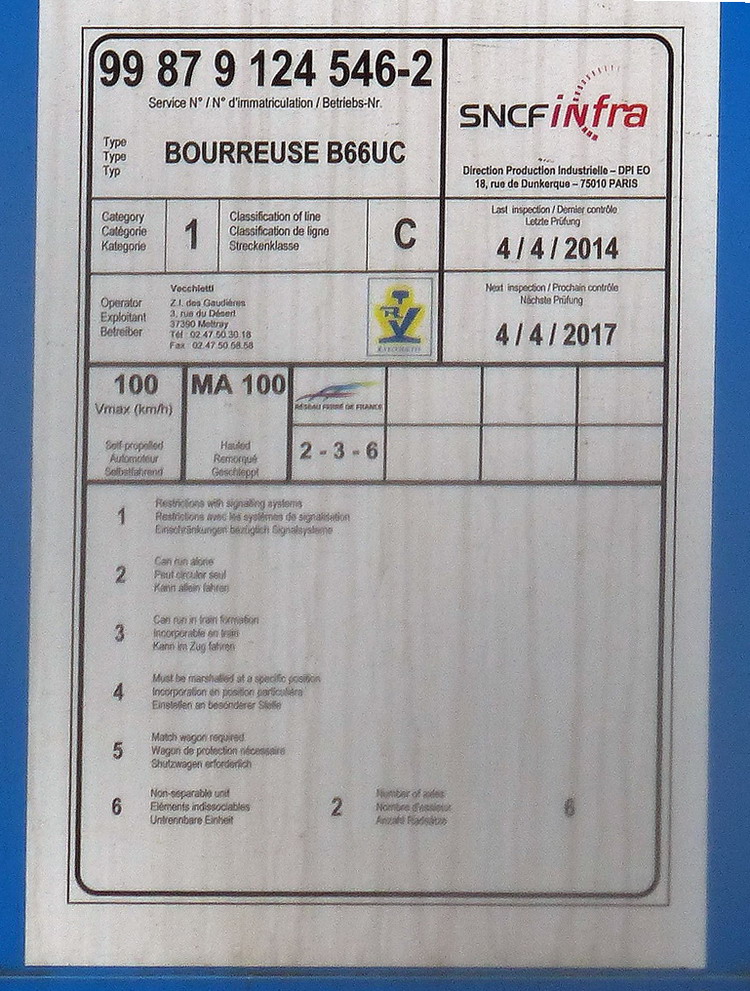 99 87 9 124 546-2
Service N° / N° d'immatriculation / Betriebs-Nr.
Type
Type
Typ
BOURREUSE B66UC
SNCF infra
Direction Production Industrielle – DPI EO
18, rue de Dunkerque – 75010 PARIS
Category
Catégorie
Kategorie
1
Classification of line
Classification de ligne
Streckenklasse
C
Last inspection / Dernier contrôle
Letzte Prüfung
4 / 4 / 2014
Operator
Exploitant
Betreiber
Vecchietti
Z.I. des Gaudières
3, rue du Désert
37390 Mettray
Tél : 02.47.50.30.18
Fax : 02.47.50.58.58
Next inspection / Prochain contrôle
Nächste Prüfung
4 / 4 / 2017
100
Vmax (km/h)
Self-propelled
Automoteur
Selbstfahrend
MA 100
Hauled
Remorqué
Geschleppt
RÉSEAU FERRÉ DE FRANCE
2 - 3 - 6
1
Restrictions with signalling systems
Restrictions avec les systèmes de signalisation
Einschränkungen bezüglich Signalsysteme
2
Can run alone
Peut circuler seul
Kann allein fahren
3
Can run in train formation
Incorporable en train
Kann im Zug fahren
4
Must be marshalled at a specific position
Incorporation en position particulière
Einstellen an besonderer Stelle
5
Match wagon required
Wagon de protection nécessaire
Shutzwagen erforderlich
6
Non-separable unit
Eléments indissociables
Untrennbare Einheit
2
Number of axles
Nombre d'essieux
Anzahl Radsätze
6